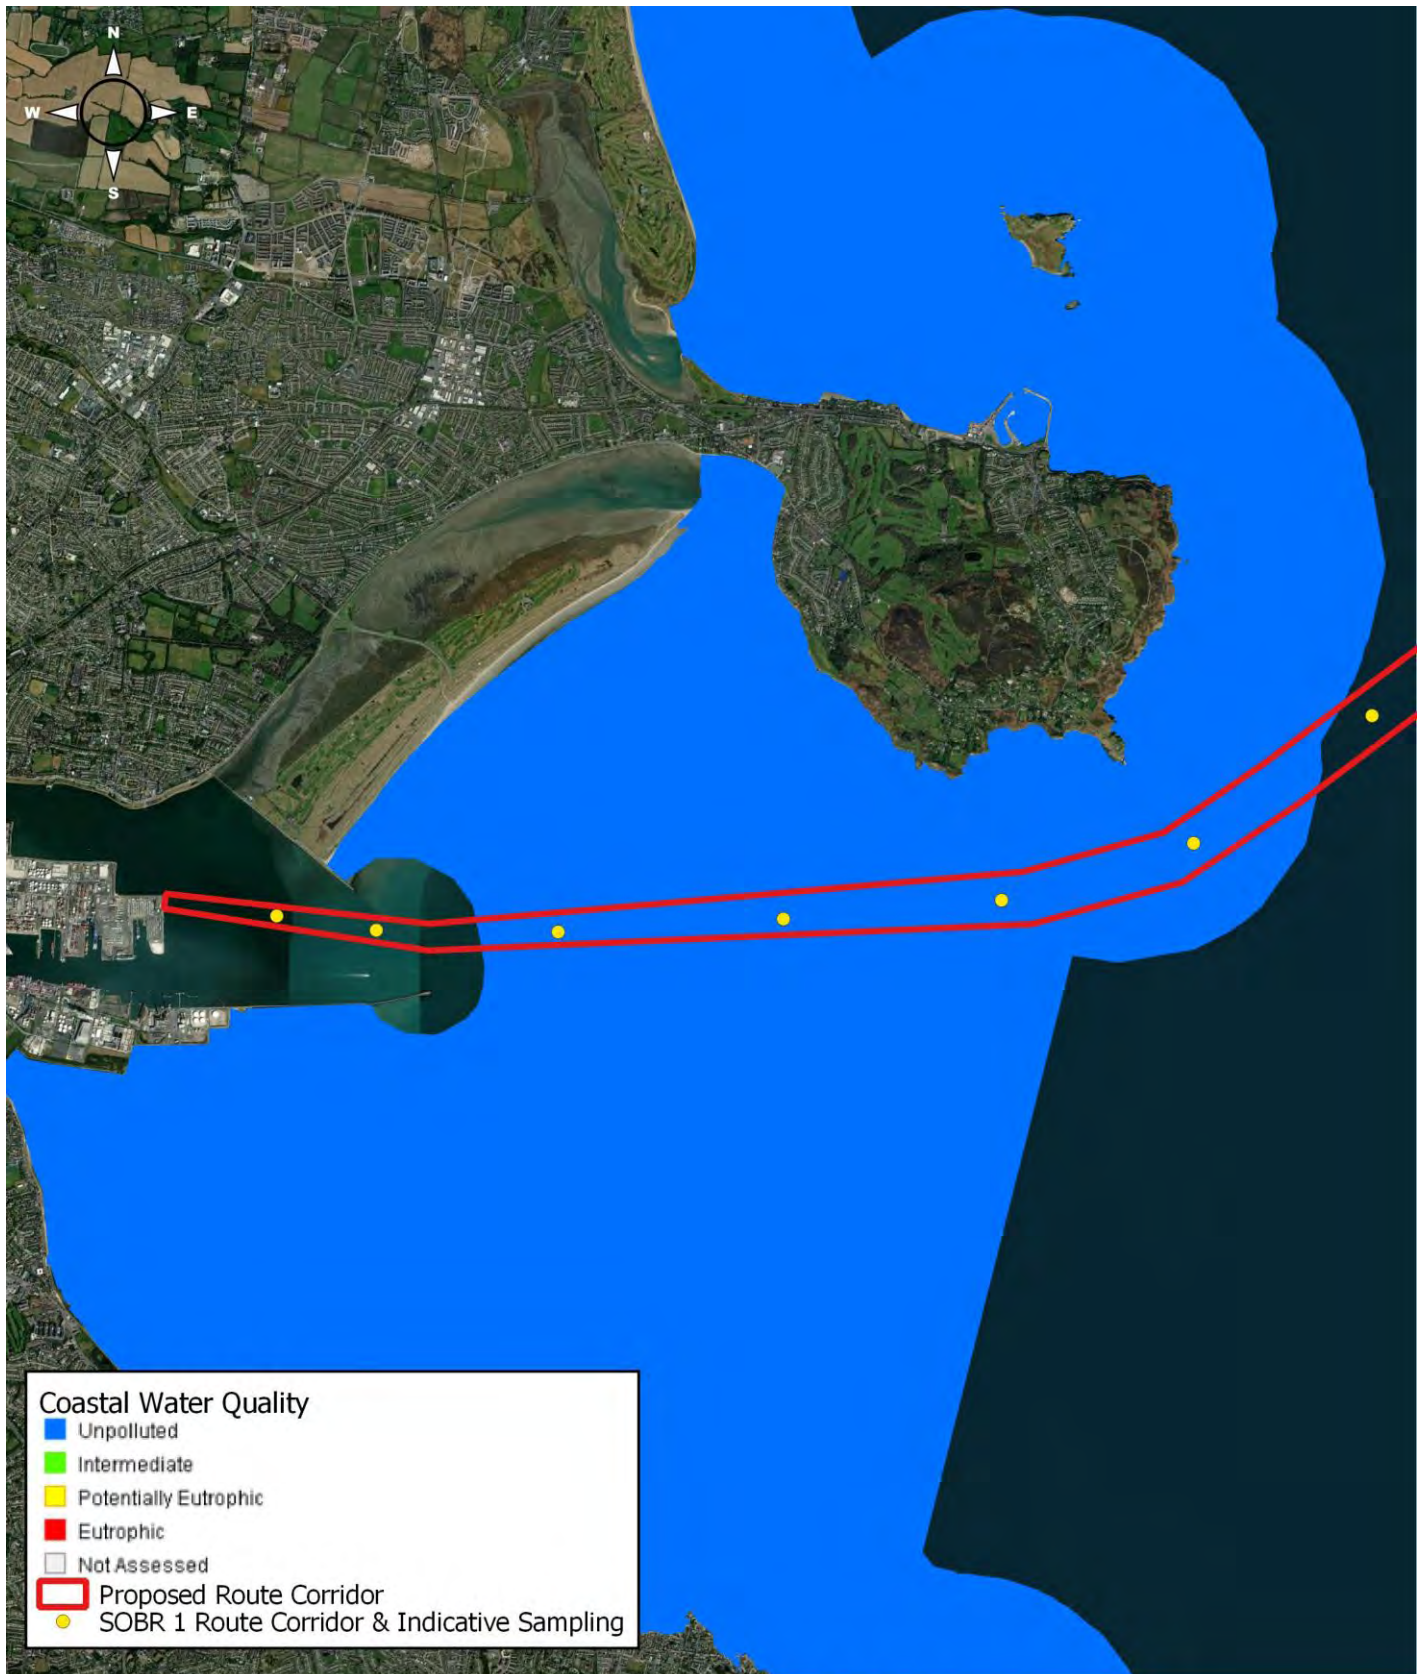 N
W E
S
Coastal Water Quality
Unpolluted
Intermediate
Potentially Eutrophic
Eutrophic
Not Assessed
Proposed Route Corridor
SOBR 1 Route Corridor & Indicative Sampling